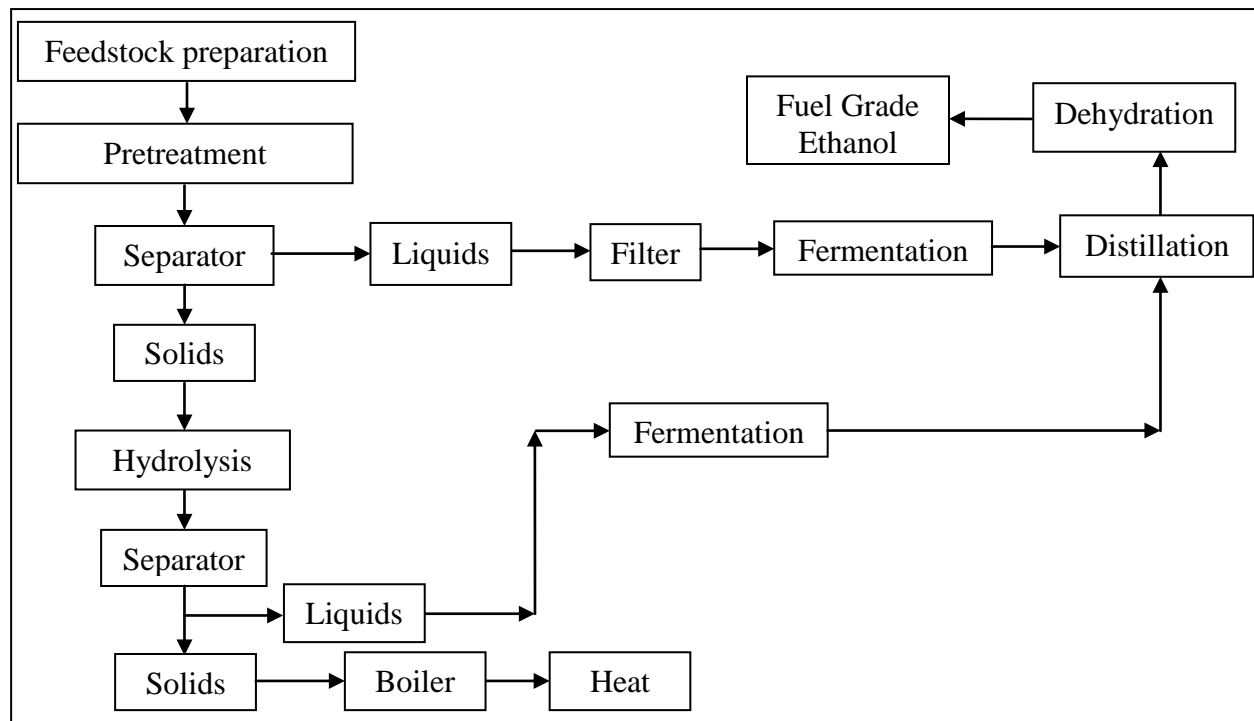 Feedstock preparation
Pretreatment
Fuel Grade
Ethanol
Dehydration
Separator
Liquids
Filter
Fermentation
Distillation
Solids
Hydrolysis
Fermentation
Separator
Liquids
Solids
Boiler
Heat